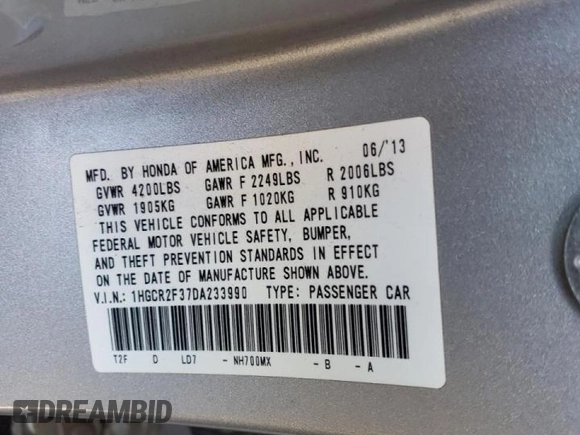 MFD. BY HONDA OF AMERICA MFG., INC. 06/'13
GVWR 4200LBS GAWR F 2249LBS R 2006LBS
GVWR 1905KG GAWR F 1020KG R 910KG
THIS VEHICLE CONFORMS TO ALL APPLICABLE
FEDERAL MOTOR VEHICLE SAFETY, BUMPER,
AND THEFT PREVENTION STANDARDS IN EFFECT
ON THE DATE OF MANUFACTURE SHOWN ABOVE.
V.I.N.: 1HGCR2F37DA233990 TYPE: PASSENGER CAR
T2F D LD7 - NH700MX - B - A
DREAMBID